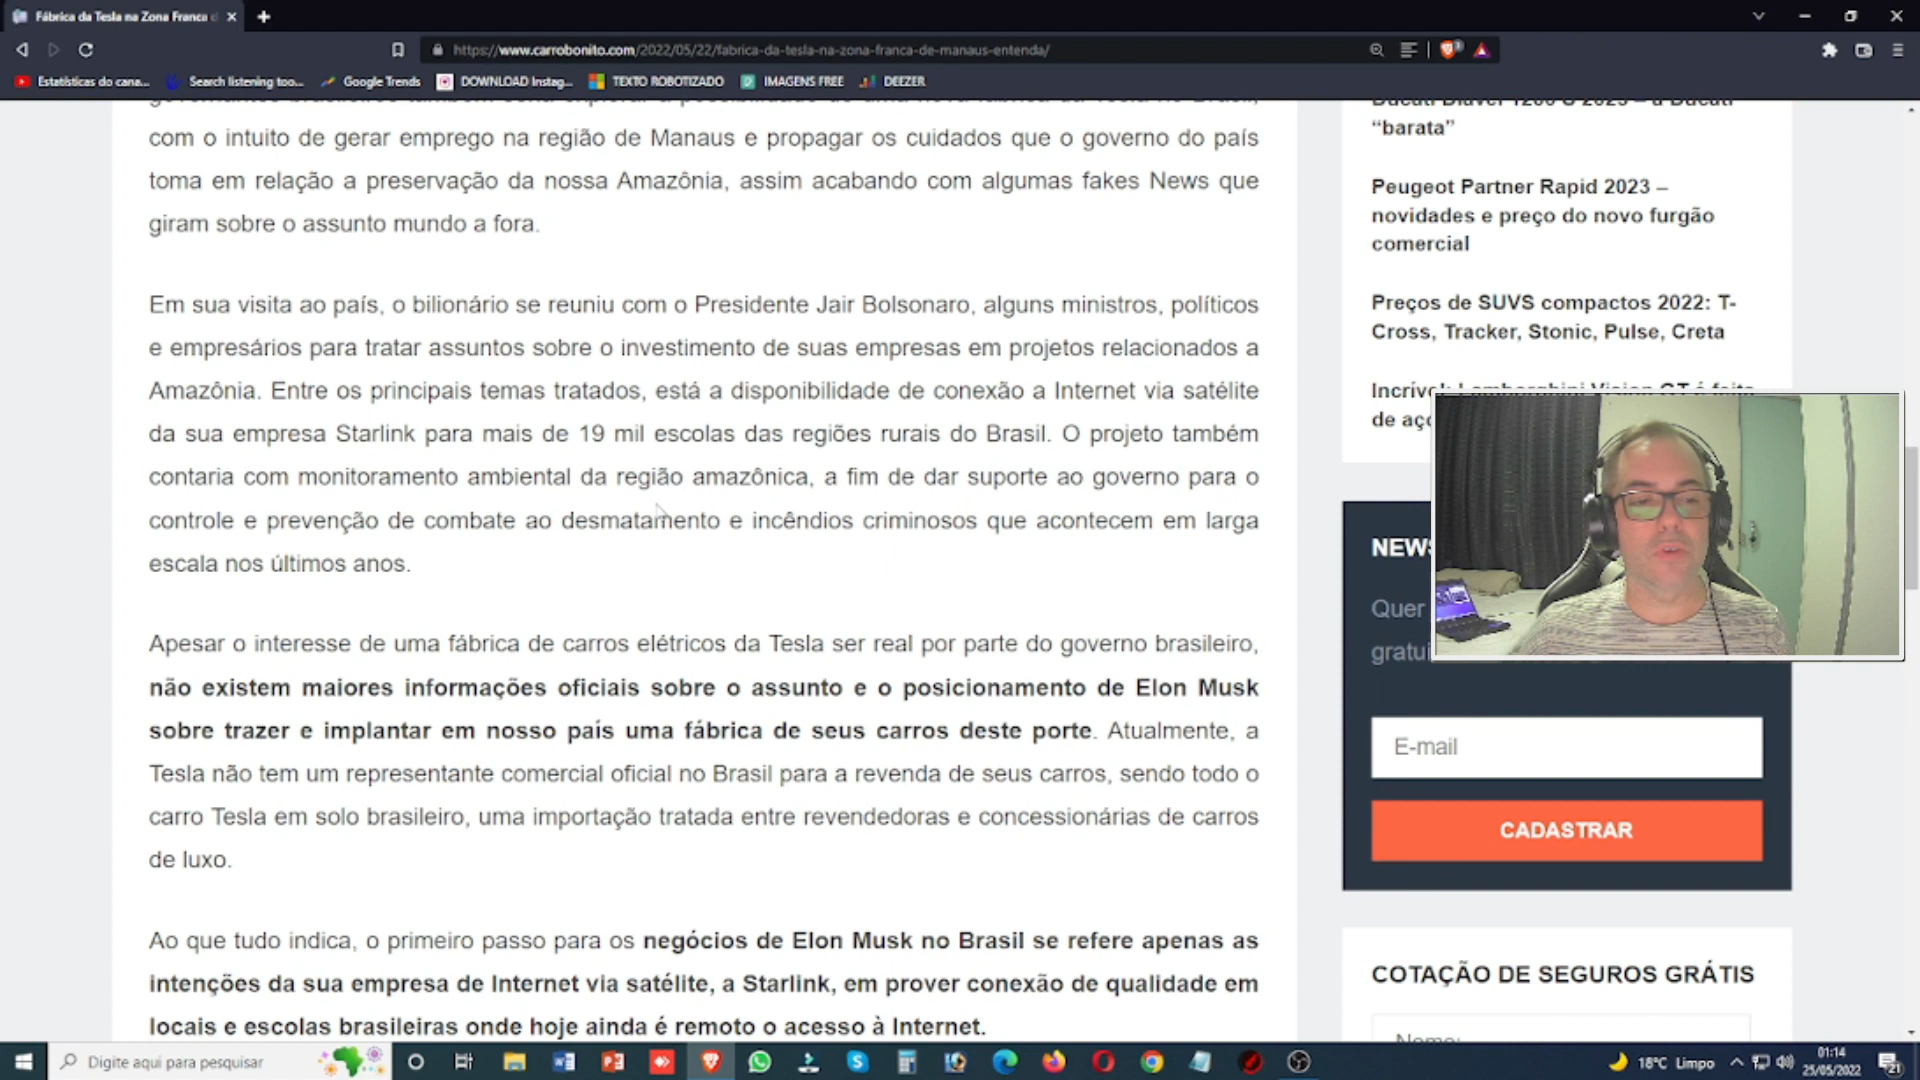 Fábrica da Tesla na Zona Franca d
https://www.carrobonito.com/2022/05/22/fabrica-da-tesla-na-zona-franca-de-manaus-entenda/
Estatísticas do cana...
Search listening too...
Google Trends
DOWNLOAD Instag...
TEXTO ROBOTIZADO
IMAGENS FREE
DEEZER
com o intuito de gerar emprego na região de Manaus e propagar os cuidados que o governo do país
toma em relação a preservação da nossa Amazônia, assim acabando com algumas fakes News que
giram sobre o assunto mundo a fora.
Em sua visita ao país, o bilionário se reuniu com o Presidente Jair Bolsonaro, alguns ministros, políticos
e empresários para tratar assuntos sobre o investimento de suas empresas em projetos relacionados a
Amazônia. Entre os principais temas tratados, está a disponibilidade de conexão a Internet via satélite
da sua empresa Starlink para mais de 19 mil escolas das regiões rurais do Brasil. O projeto também
contaria com monitoramento ambiental da região amazônica, a fim de dar suporte ao governo para o
controle e prevenção de combate ao desmatamento e incêndios criminosos que acontecem em larga
escala nos últimos anos.
Apesar o interesse de uma fábrica de carros elétricos da Tesla ser real por parte do governo brasileiro,
não existem maiores informações oficiais sobre o assunto e o posicionamento de Elon Musk
sobre trazer e implantar em nosso país uma fábrica de seus carros deste porte. Atualmente, a
Tesla não tem um representante comercial oficial no Brasil para a revenda de seus carros, sendo todo o
carro Tesla em solo brasileiro, uma importação tratada entre revendedoras e concessionárias de carros
de luxo.
Ao que tudo indica, o primeiro passo para os negócios de Elon Musk no Brasil se refere apenas as
intenções da sua empresa de Internet via satélite, a Starlink, em prover conexão de qualidade em
locais e escolas brasileiras onde hoje ainda é remoto o acesso à Internet.
Ducati Diavel 1260 S 2023 – a Ducati
“barata”
Peugeot Partner Rapid 2023 –
novidades e preço do novo furgão
comercial
Preços de SUVS compactos 2022: T-
Cross, Tracker, Stonic, Pulse, Creta
Incrível: Lamborghini Vision GT é feito
de aço
NEWS
Quer
gratui
E-mail
CADASTRAR
COTAÇÃO DE SEGUROS GRÁTIS
Nome:
Digite aqui para pesquisar
18°C Limpo
01:14
25/05/2022
21